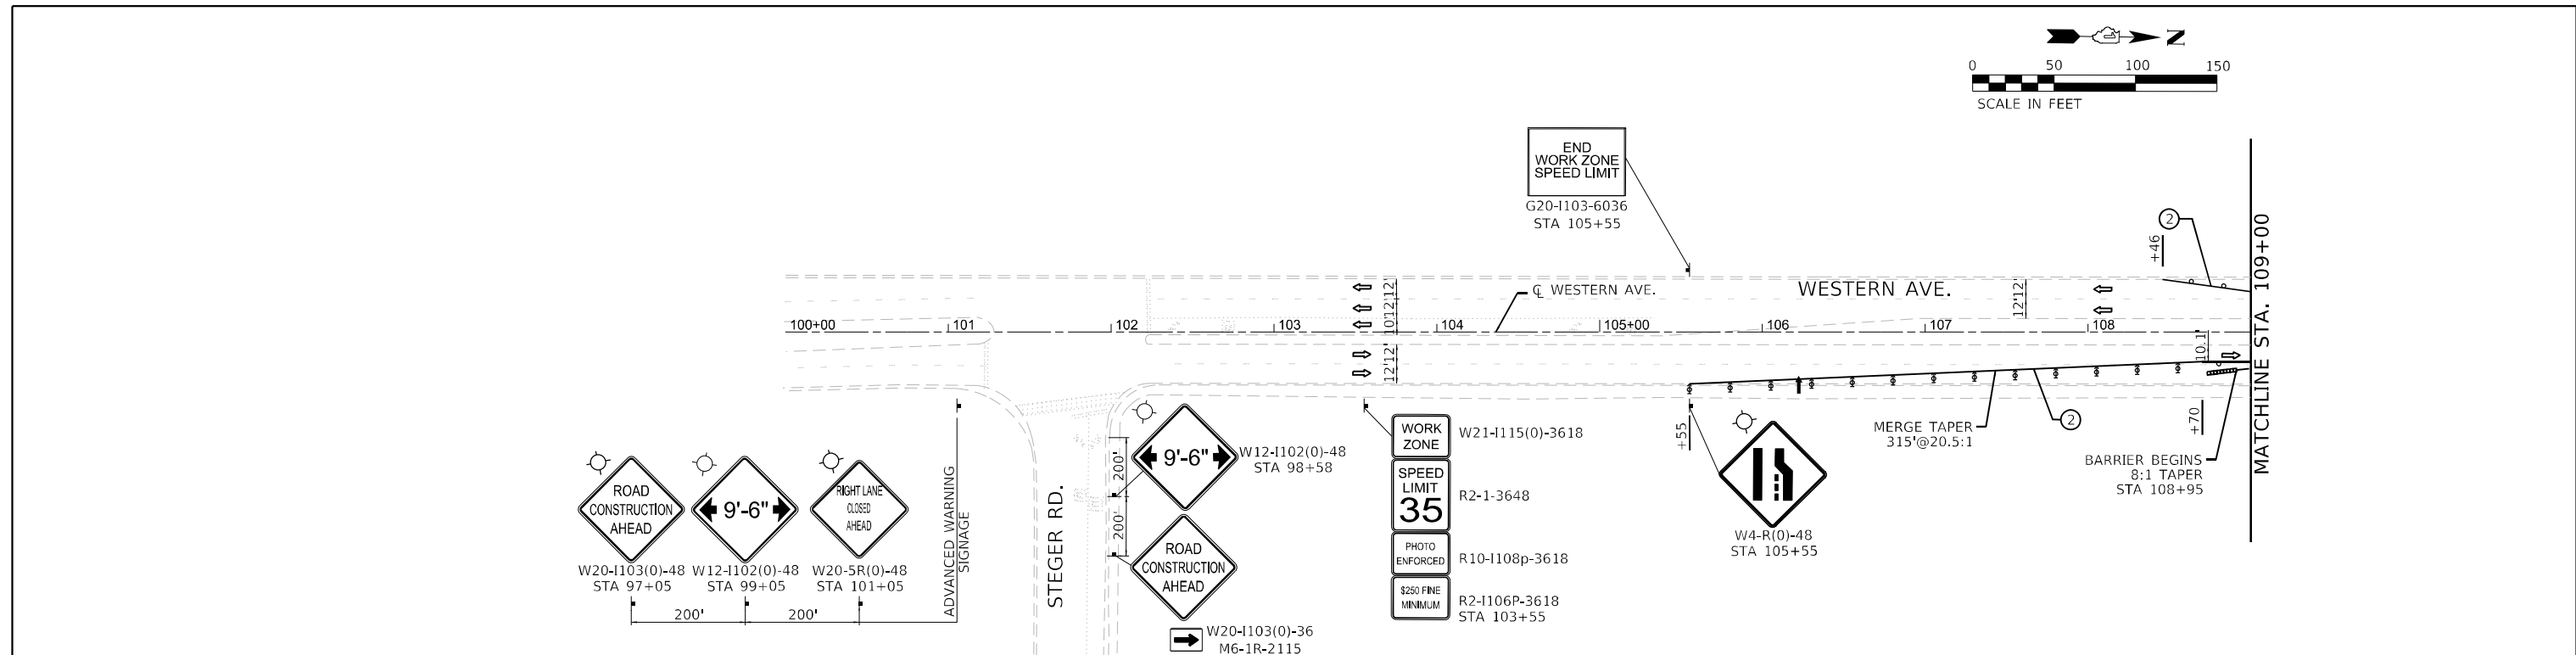 N
0 50 100 150
SCALE IN FEET
END
WORK ZONE
SPEED LIMIT
G20-I103-6036
STA 105+55
2
+46
MATCHLINE STA. 109+00
℄ WESTERN AVE.
WESTERN AVE.
10'12'12'
12'12'
12'12'
100+00 101 102 103 104 105+00 106 107 108
10.1'
+55
+70
MERGE TAPER
315'@20.5:1
2
BARRIER BEGINS
8:1 TAPER
STA 108+95
ROAD
CONSTRUCTION
AHEAD
W20-I103(0)-48
STA 97+05
9'-6"
W12-I102(0)-48
STA 99+05
RIGHT LANE
CLOSED
AHEAD
W20-5R(0)-48
STA 101+05
200' 200'
ADVANCED WARNING
SIGNAGE
STEGER RD.
200'
200'
9'-6"
W12-I102(0)-48
STA 98+58
ROAD
CONSTRUCTION
AHEAD
W20-I103(0)-36
M6-1R-2115
WORK
ZONE
W21-I115(0)-3618
SPEED
LIMIT
35
R2-1-3648
PHOTO
ENFORCED
R10-I108p-3618
$250 FINE
MINIMUM
R2-I106P-3618
STA 103+55
W4-R(0)-48
STA 105+55